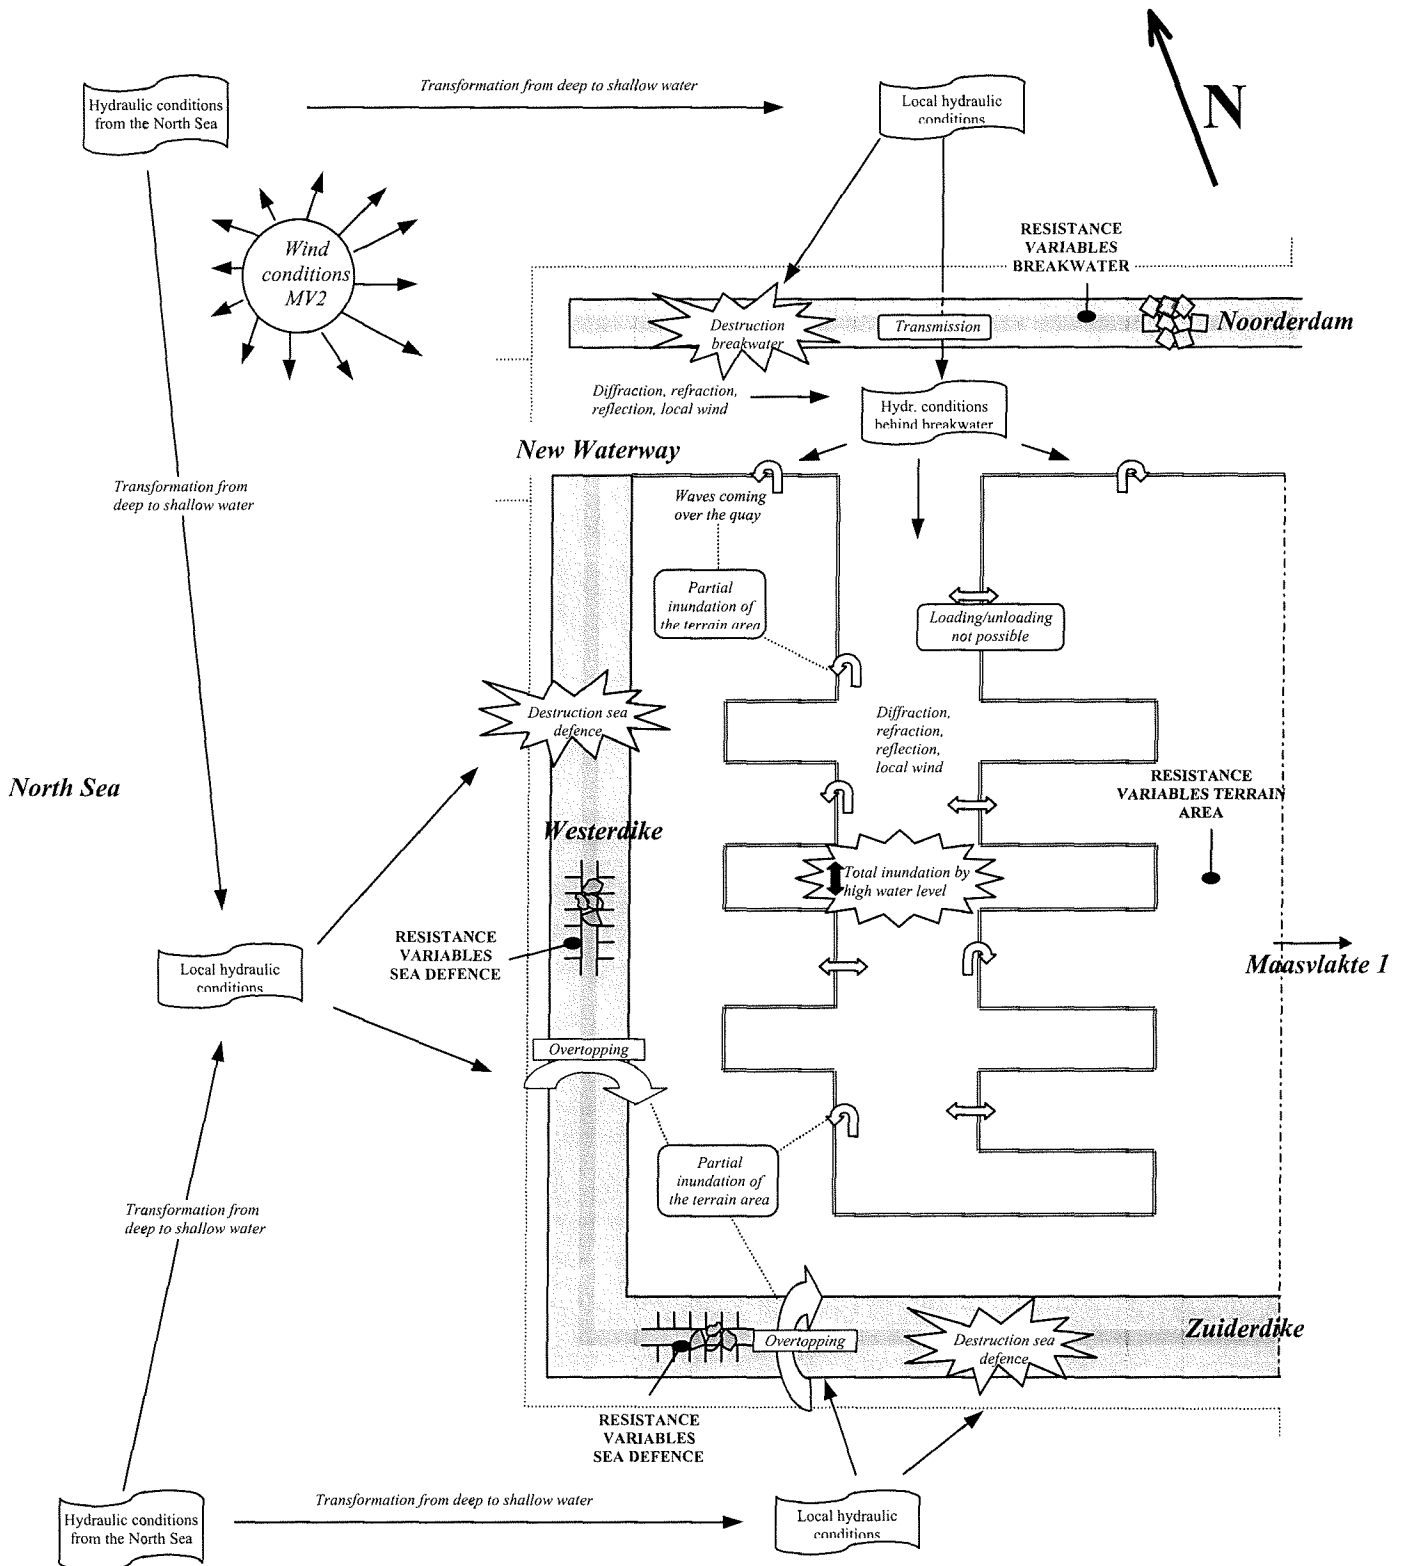 Transformation from deep to shallow water
Hydraulic conditions
from the North Sea
Local hydraulic
conditions
N
Wind
conditions
MV2
RESISTANCE
VARIABLES
BREAKWATER
Destruction
breakwater
Transmission
Noorderdam
Diffraction, refraction,
reflection, local wind
Hydr. conditions
behind breakwater
New Waterway
Transformation from
deep to shallow water
Waves coming
over the quay
Partial
inundation of
the terrain area
Loading/unloading
not possible
Destruction sea
defence
Diffraction,
refraction,
reflection,
local wind
North Sea
RESISTANCE
VARIABLES TERRAIN
AREA
Westerdike
Total inundation by
high water level
RESISTANCE
VARIABLES
SEA DEFENCE
Local hydraulic
conditions
Maasvlakte 1
Overtopping
Partial
inundation of
the terrain area
Transformation from
deep to shallow water
Overtopping
Destruction sea
defence
Zuiderdike
RESISTANCE
VARIABLES
SEA DEFENCE
Transformation from deep to shallow water
Hydraulic conditions
from the North Sea
Local hydraulic
conditions